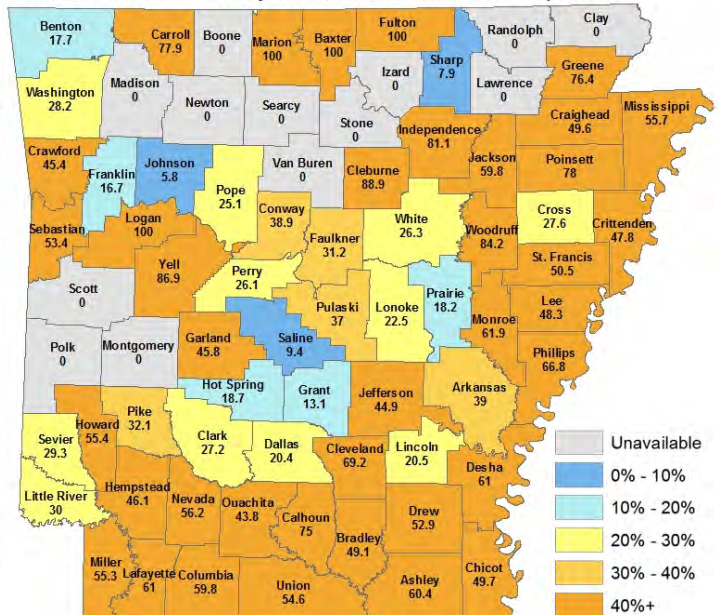 Benton
17.7
Carroll
77.9
Boone
0
Marion
100
Baxter
100
Fulton
100
Sharp
7.9
Randolph
0
Clay
0
Greene
76.4
Washington
28.2
Madison
0
Newton
0
Searcy
0
Izard
0
Stone
0
Lawrence
0
Independence
81.1
Craighead
49.6
Mississippi
55.7
Crawford
45.4
Franklin
16.7
Johnson
5.8
Pope
25.1
Van Buren
0
Cleburne
88.9
Jackson
59.8
Poinsett
78
Sebastian
53.4
Logan
100
Conway
38.9
Faulkner
31.2
White
26.3
Woodruff
84.2
Cross
27.6
Crittenden
47.8
St. Francis
50.5
Scott
0
Yell
86.9
Perry
26.1
Pulaski
37
Lonoke
22.5
Prairie
18.2
Monroe
61.9
Lee
48.3
Phillips
66.8
Polk
0
Montgomery
0
Garland
45.8
Saline
9.4
Hot Spring
18.7
Grant
13.1
Jefferson
44.9
Arkansas
39
Sevier
29.3
Howard
55.4
Pike
32.1
Clark
27.2
Dallas
20.4
Cleveland
69.2
Lincoln
20.5
Desha
61
Little River
30
Hempstead
46.1
Nevada
56.2
Ouachita
43.8
Calhoun
75
Bradley
49.1
Drew
52.9
Miller
55.3
Lafayette
61
Columbia
59.8
Union
54.6
Ashley
60.4
Chicot
49.7
Unavailable
0% - 10%
10% - 20%
20% - 30%
30% - 40%
40%+